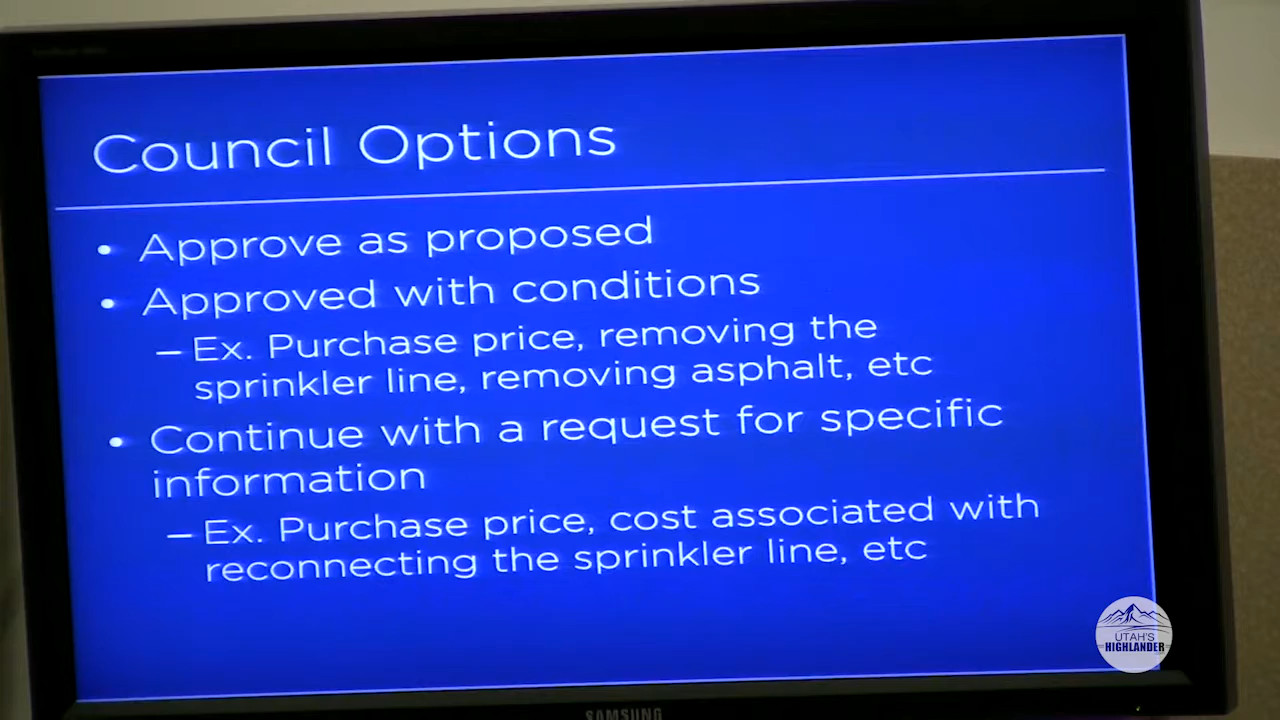 Council Options
• Approve as proposed
• Approved with conditions
– Ex. Purchase price, removing the
sprinkler line, removing asphalt, etc
• Continue with a request for specific
information
– Ex. Purchase price, cost associated with
reconnecting the sprinkler line, etc
UTAH'S
HIGHLANDER
SAMSUNG